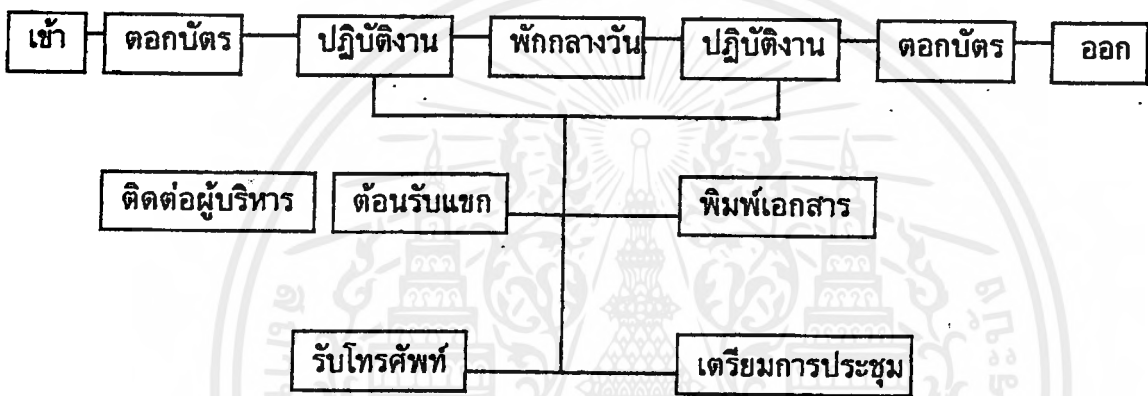 เข้า ตอกบัตร ปฏิบัติงาน พักกลางวัน ปฏิบัติงาน ตอกบัตร ออก
ติดต่อผู้บริหาร ต้อนรับแขก พิมพ์เอกสาร
รับโทรศัพท์ เตรียมการประชุม